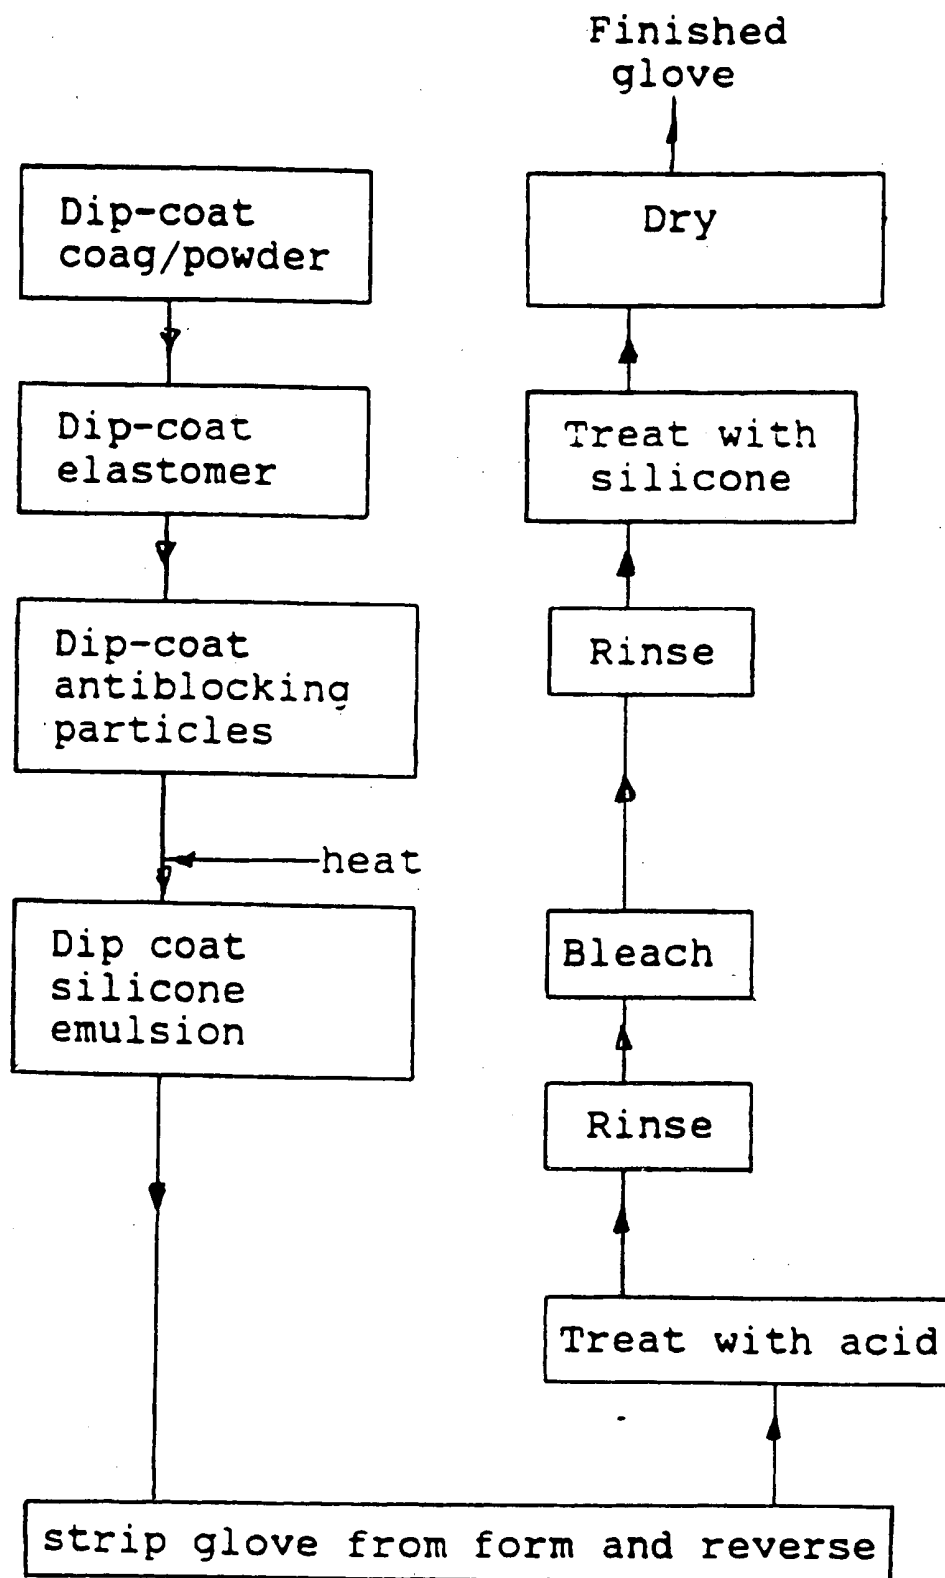 Dip-coat
coag/powder
Dip-coat
elastomer
Dip-coat
antiblocking
particles
heat
Dip coat
silicone
emulsion
strip glove from form and reverse
Treat with acid
Rinse
Bleach
Rinse
Treat with
silicone
Dry
Finished
glove